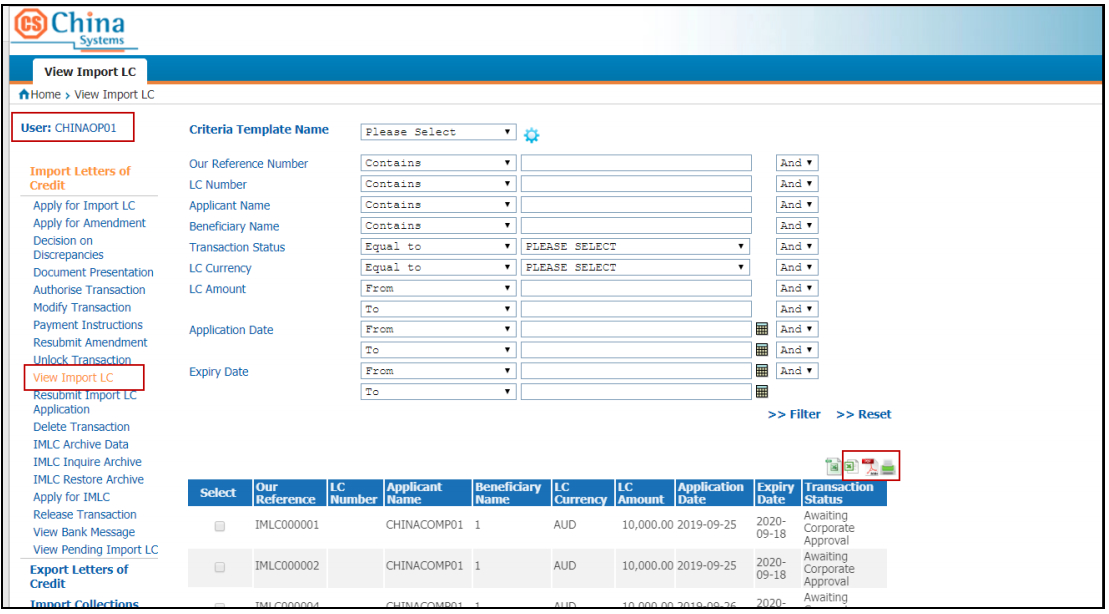 CS China
Systems
View Import LC
Home > View Import LC
User: CHINAOP01
Import Letters of
Credit
Apply for Import LC
Apply for Amendment
Decision on
Discrepancies
Document Presentation
Authorise Transaction
Modify Transaction
Payment Instructions
Resubmit Amendment
Unlock Transaction
View Import LC
Resubmit Import LC
Application
Delete Transaction
IMLC Archive Data
IMLC Inquire Archive
IMLC Restore Archive
Apply for IMLC
Release Transaction
View Bank Message
View Pending Import LC
Export Letters of
Credit
Import Collections
Criteria Template Name Please Select
Our Reference Number Contains And
LC Number Contains And
Applicant Name Contains And
Beneficiary Name Contains And
Transaction Status Equal to PLEASE SELECT And
LC Currency Equal to PLEASE SELECT And
LC Amount From And
To And
Application Date From And
To And
Expiry Date From And
To
>> Filter >> Reset
Select Our Reference LC Number Applicant Name Beneficiary Name LC Currency LC Amount Application Date Expiry Date Transaction Status
IMLC000001 CHINACOMP01 1 AUD 10,000.00 2019-09-25 2020-09-18 Awaiting Corporate Approval
IMLC000002 CHINACOMP01 1 AUD 10,000.00 2019-09-25 2020-09-18 Awaiting Corporate Approval
IMLC000004 CHINACOMP01 1 AUD 10,000.00 2019-09-26 2020- Awaiting